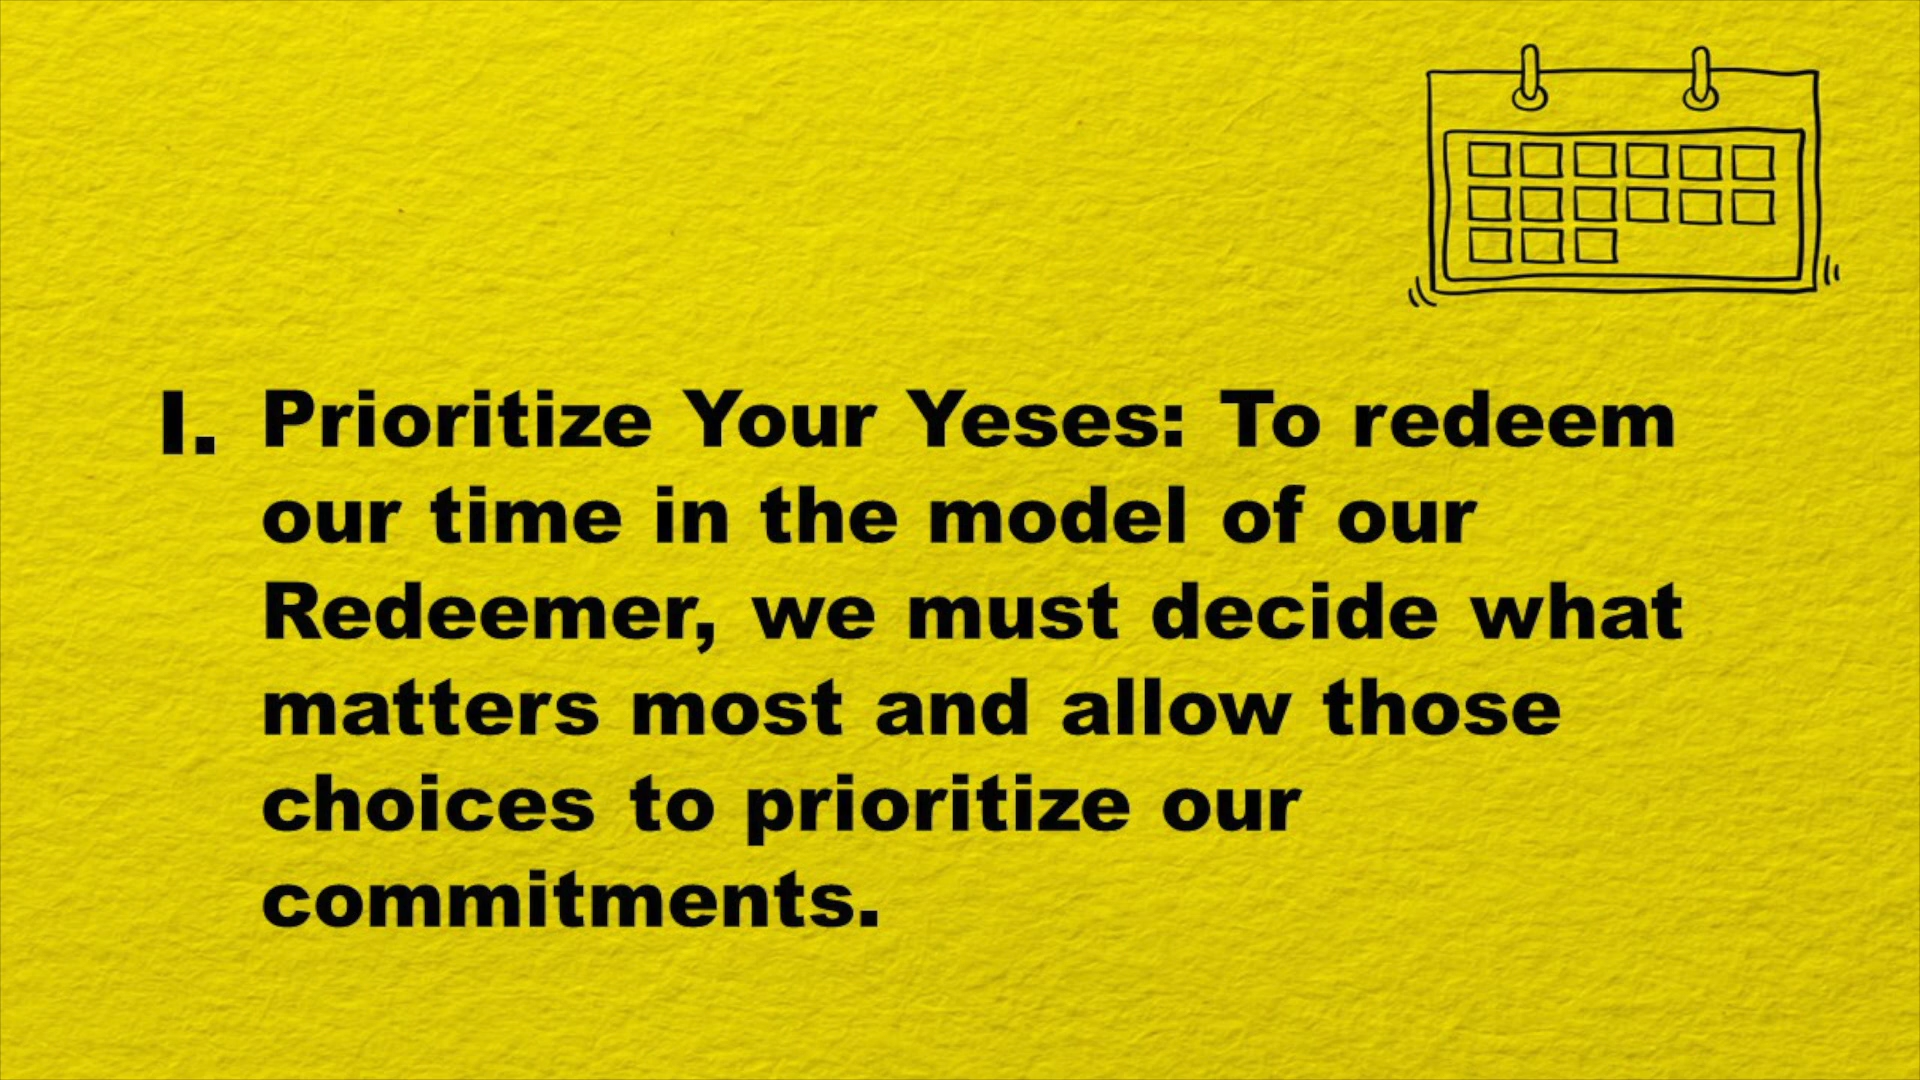 I. Prioritize Your Yeses: To redeem
our time in the model of our
Redeemer, we must decide what
matters most and allow those
choices to prioritize our
commitments.